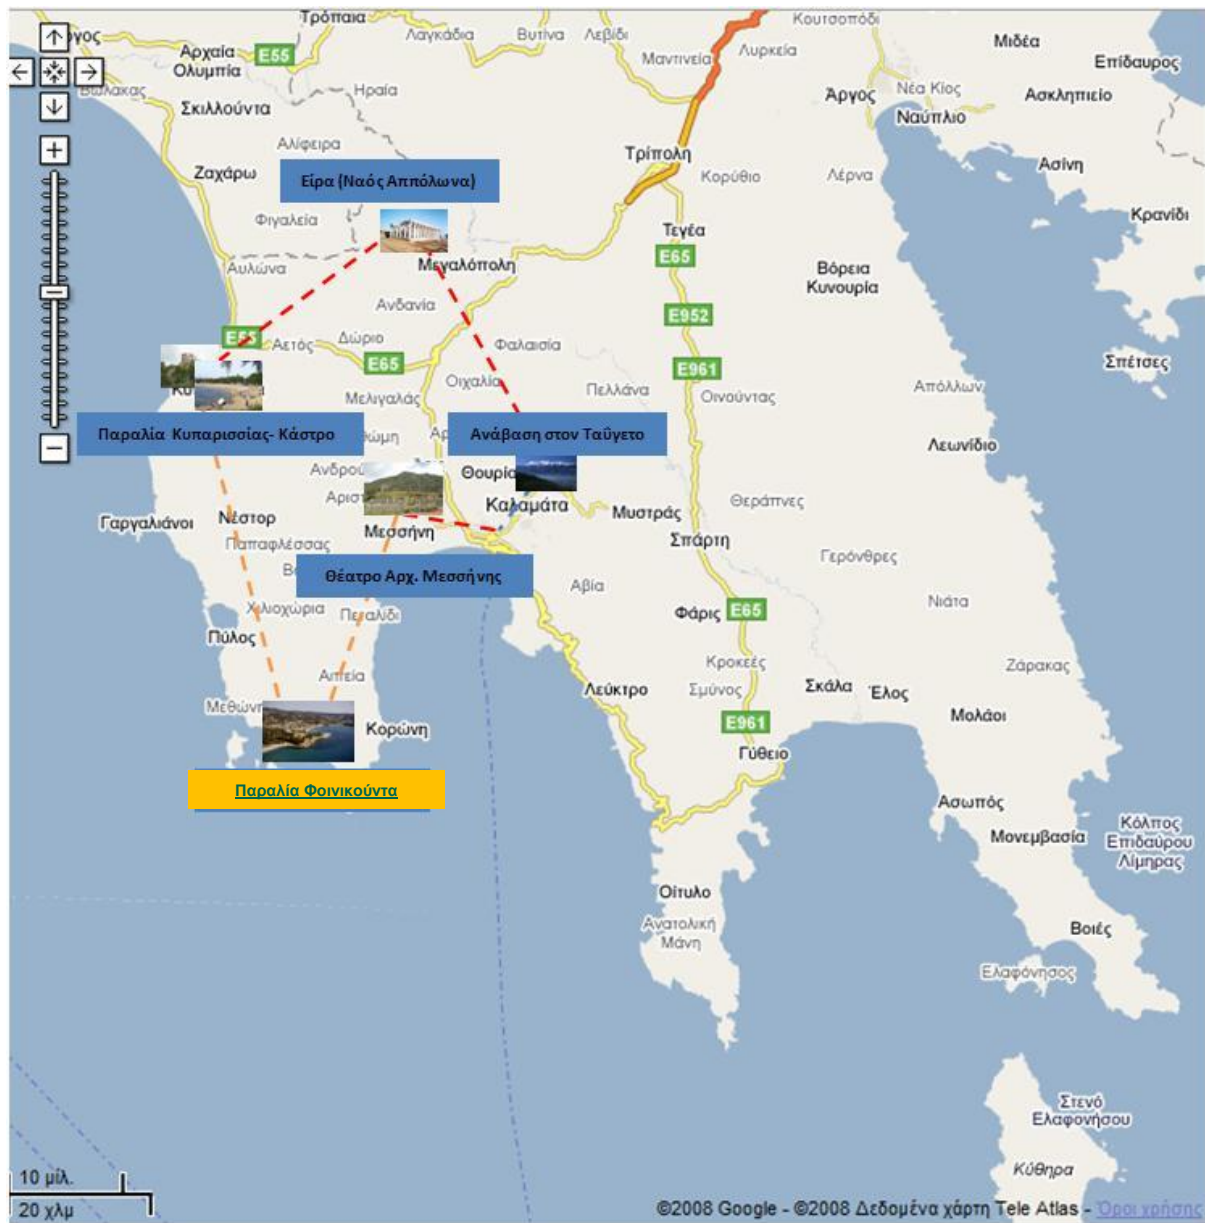 Τρόπαια
Κουτσοπόδι
Λαγκάδια
Βυτίνα
Λεβίδι
Λυρκεία
Μιδέα
Μαντινεία
Αρχαία
Ολυμπία
E55
Επίδαυρος
Βώλακας
Ηραία
Άργος
Νέα Κίος
Ασκληπιείο
Σκιλλούντα
Ναύπλιο
Αλίφειρα
Τρίπολη
Ζαχάρω
Κορύθιο
Λέρνα
Ασίνη
Είρα (Ναός Αππόλωνα)
Φιγαλεία
Κρανίδι
Τεγέα
E65
Αυλώνα
Μεγαλόπολη
Βόρεια
Κυνουρία
Ανδανία
E952
E55
Αετός
Δώριο
Φαλαισία
E65
E961
Σπέτσες
Οιχαλία
Πελλάνα
Οινούντας
Απόλλων
Μελιγαλάς
Παραλία Κυπαρισσίας- Κάστρο
Ανάβαση στον Ταΰγετο
Λεωνίδιο
Θουρία
Καλαμάτα
Μυστράς
Θεράπνες
Γαργαλιάνοι
Νέστορ
Μεσσήνη
Σπάρτη
Παπαφλέσσας
Γερόνθρες
Θέατρο Αρχ. Μεσσήνης
Αβία
Νιάτα
Χιλιοχώρια
Πεταλίδι
Φάρις
E65
Πύλος
Κροκεές
Ζάρακας
Αιπεία
Λεύκτρο
Σμύνος
Σκάλα
Έλος
Μεθώνη
Μολάοι
Κορώνη
E961
Γύθειο
Παραλία Φοινικούντα
Ασωπός
Μονεμβασία
Κόλπος
Επιδαύρου
Λίμηρας
Οίτυλο
Ανατολική
Μάνη
Βοιές
Ελαφόνησος
Στενό
Ελαφονήσου
Κύθηρα
10 μίλ.
20 χλμ
©2008 Google - ©2008 Δεδομένα χάρτη Tele Atlas - Όροι χρήσης